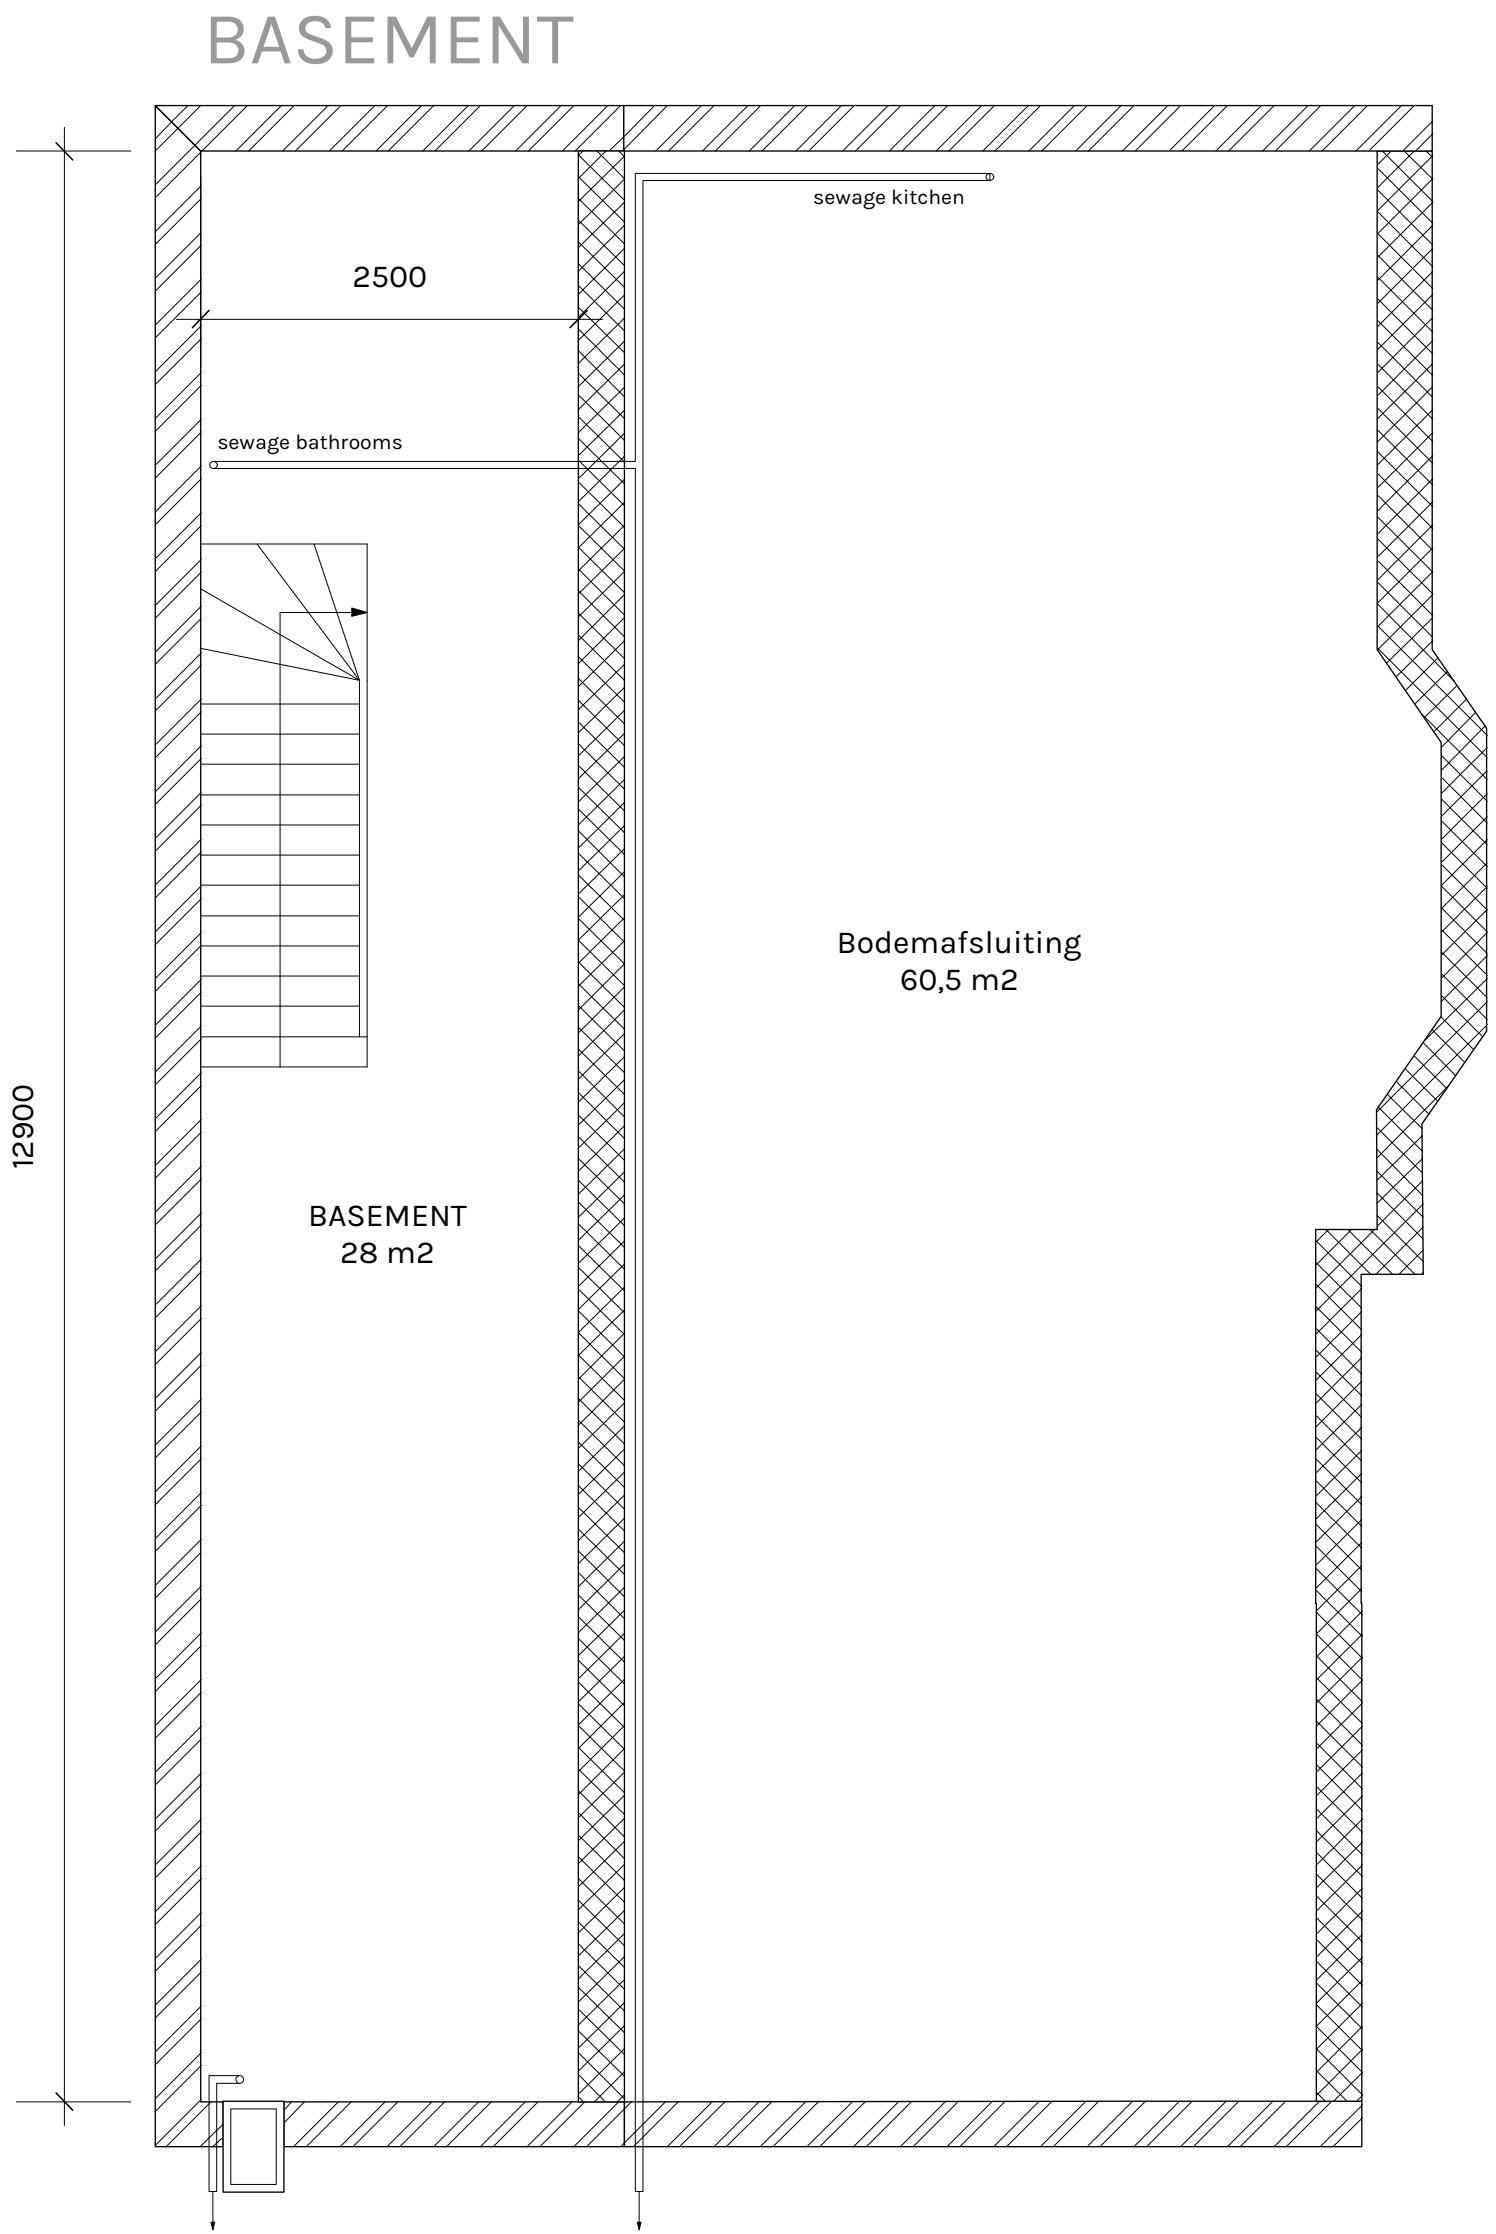 BASEMENT
sewage kitchen
2500
sewage bathrooms
Bodemafsluiting
60,5 m2
12900
BASEMENT
28 m2